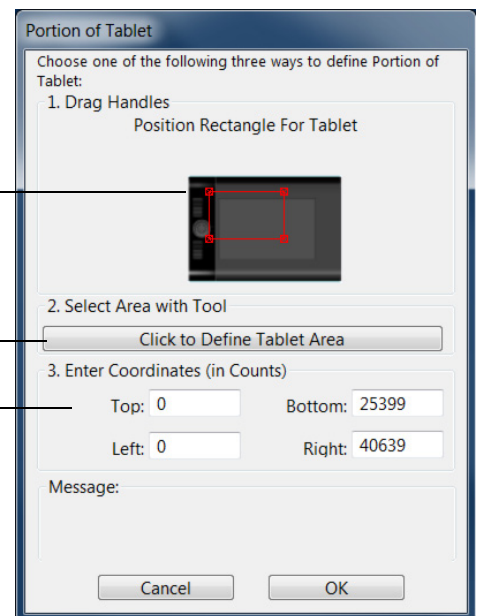 Portion of Tablet
Choose one of the following three ways to define Portion of
Tablet:
1. Drag Handles
Position Rectangle For Tablet
2. Select Area with Tool
Click to Define Tablet Area
3. Enter Coordinates (in Counts)
Top: 0 Bottom: 25399
Left: 0 Right: 40639
Message:
Cancel OK